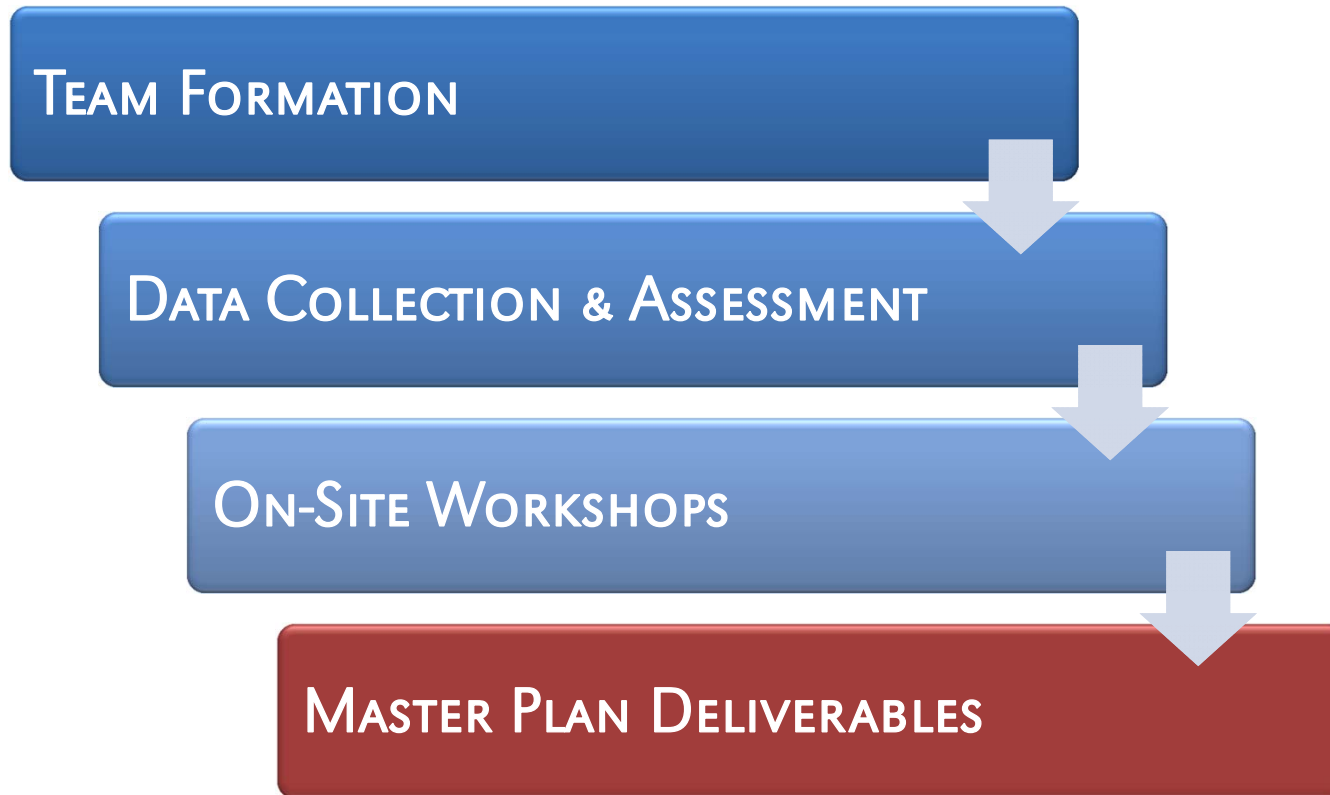 Team Formation
Data Collection & Assessment
On-Site Workshops
Master Plan Deliverables